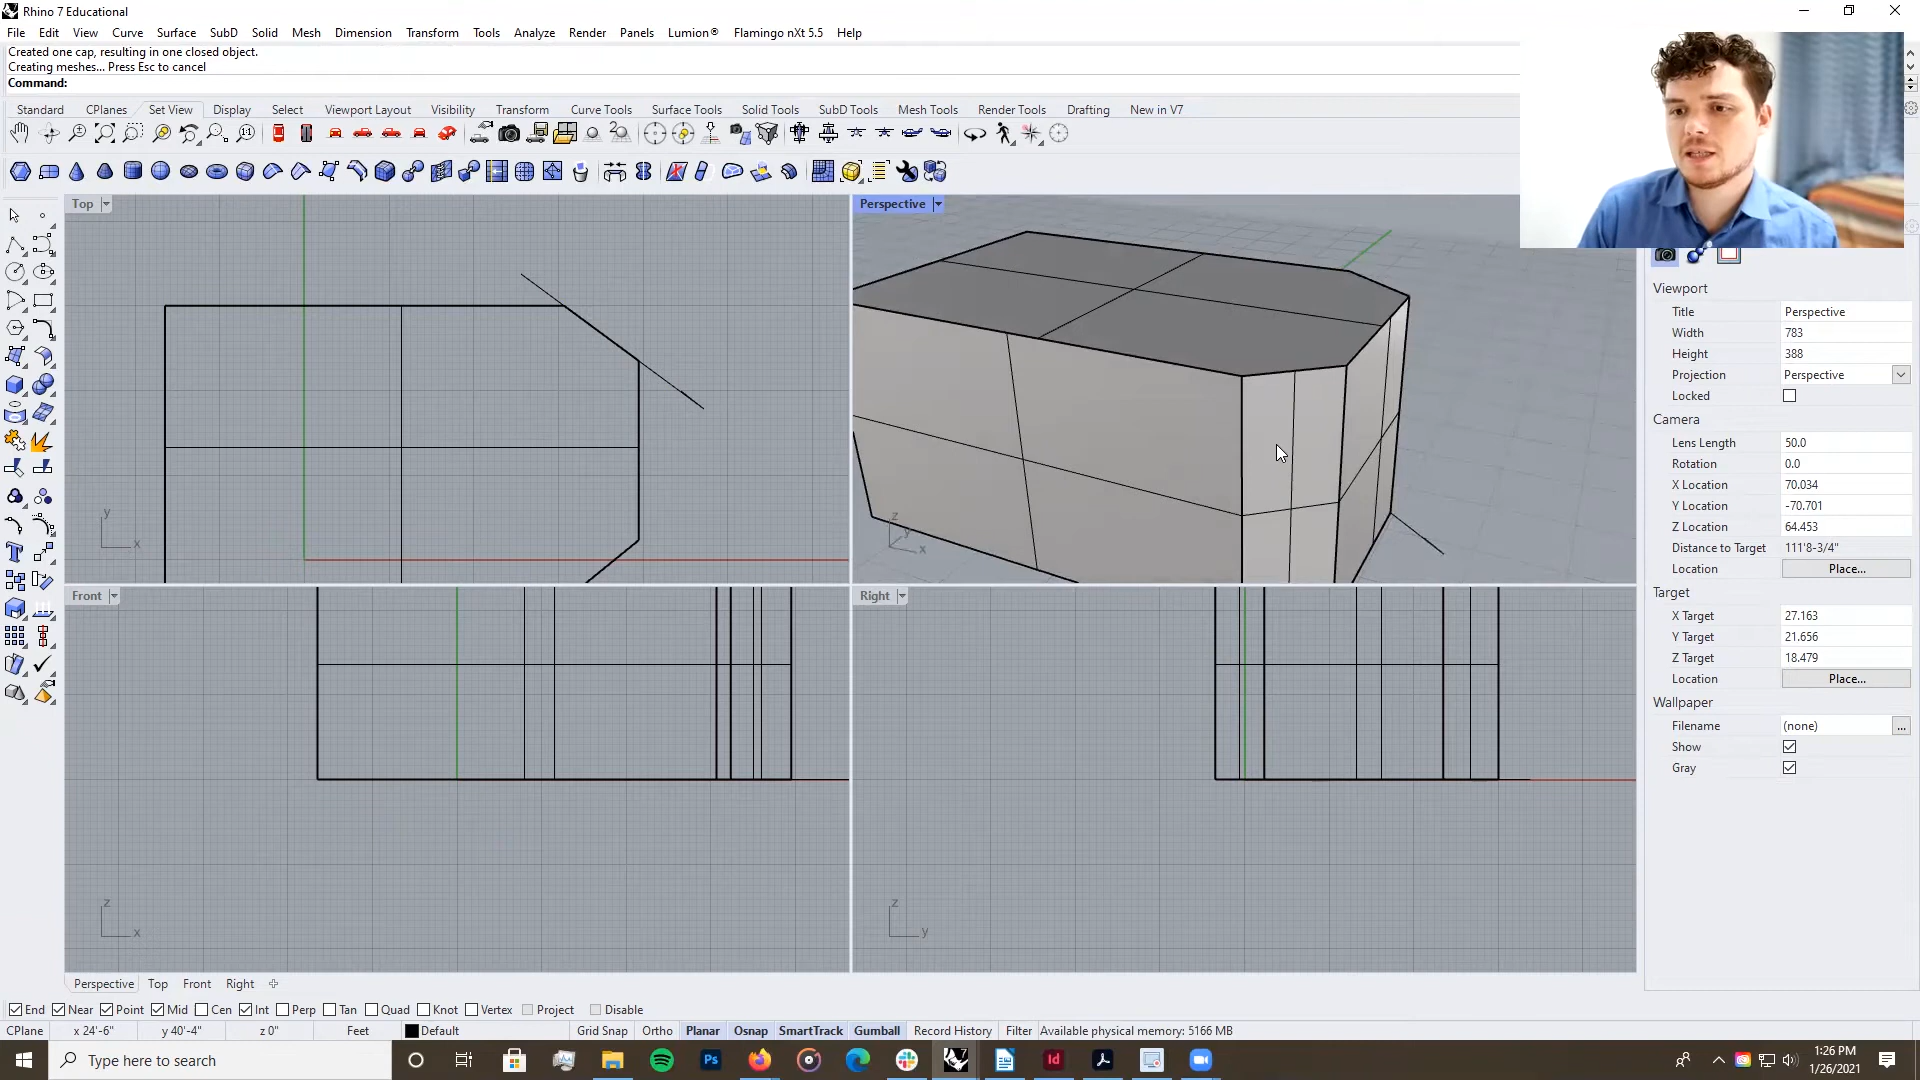 Rhino 7 Educational
File Edit View Curve Surface SubD Solid Mesh Dimension Transform Tools Analyze Render Panels Lumion® Flamingo nXt 5.5 Help
Created one cap, resulting in one closed object.
Creating meshes... Press Esc to cancel
Command:
Standard CPlanes Set View Display Select Viewport Layout Visibility Transform Curve Tools Surface Tools Solid Tools SubD Tools Mesh Tools Render Tools Drafting New in V7
Top
y
x
Perspective
z
y
x
Front
z
x
Right
z
y
Viewport
Title Perspective
Width 783
Height 388
Projection Perspective
Locked
Camera
Lens Length 50.0
Rotation 0.0
X Location 70.034
Y Location -70.701
Z Location 64.453
Distance to Target 111'8-3/4"
Location Place...
Target
X Target 27.163
Y Target 21.656
Z Target 18.479
Location Place...
Wallpaper
Filename (none) ...
Show
Gray
Perspective Top Front Right
End Near Point Mid Cen Int Perp Tan Quad Knot Vertex Project Disable
CPlane x 24'-6" y 40'-4" z 0" Feet Default Grid Snap Ortho Planar Osnap SmartTrack Gumball Record History Filter Available physical memory: 5166 MB
Type here to search
Ps
Id
7
1:26 PM
1/26/2021